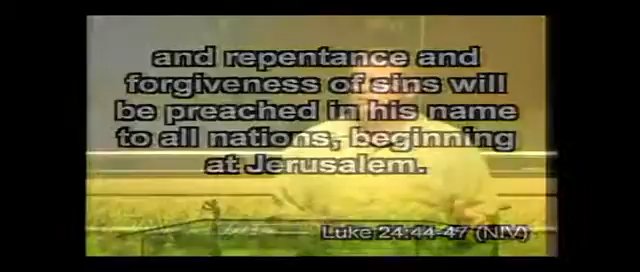 and repentance and
forgiveness of sins will
be preached in his name
to all nations, beginning
at Jerusalem.
Luke 24:44-47 (NIV)